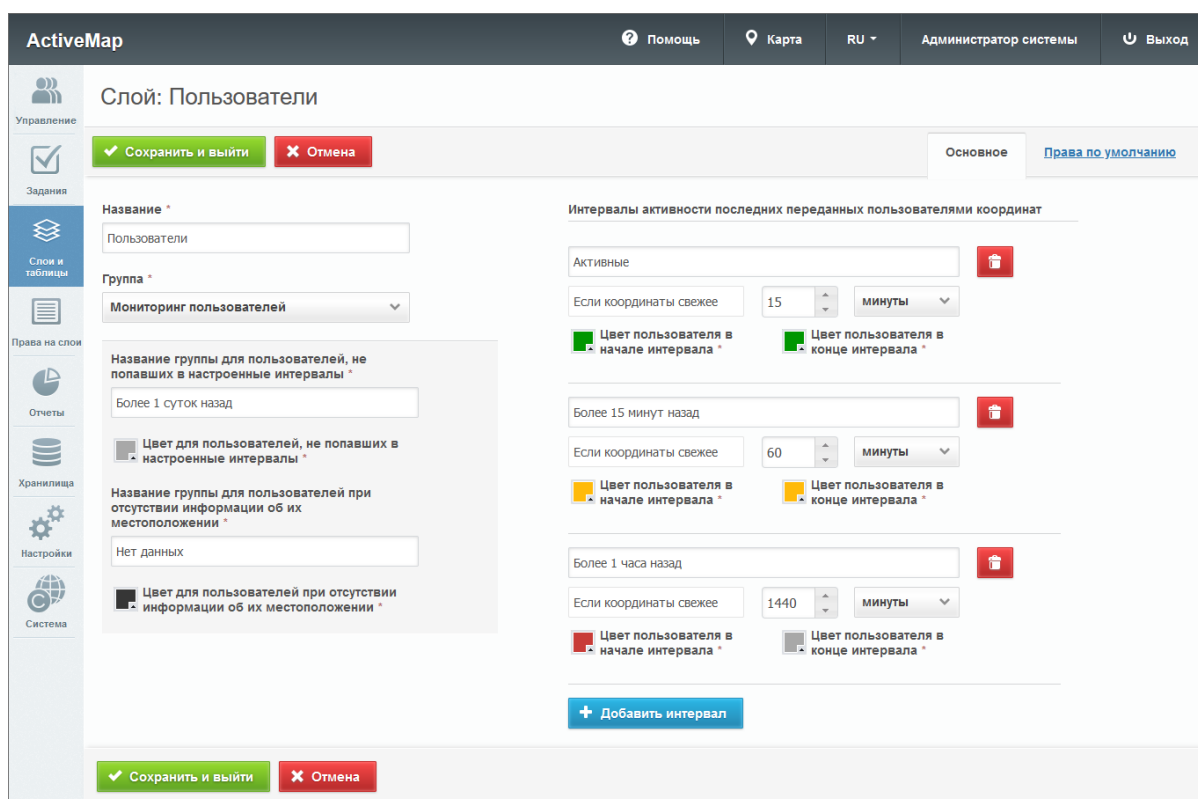 ActiveMap
Помощь
Карта
RU
Администратор системы
Выход
Управление
Задания
Слои и
таблицы
Права на слои
Отчеты
Хранилища
Настройки
Система
Слой: Пользователи
Сохранить и выйти
Отмена
Основное
Права по умолчанию
Название *
Пользователи
Группа *
Мониторинг пользователей
Название группы для пользователей, не
попавших в настроенные интервалы *
Более 1 суток назад
Цвет для пользователей, не попавших в
настроенные интервалы *
Название группы для пользователей при
отсутствии информации об их
местоположении *
Нет данных
Цвет для пользователей при отсутствии
информации об их местоположении *
Интервалы активности последних переданных пользователями координат
Активные
Если координаты свежее
15
минуты
Цвет пользователя в
начале интервала *
Цвет пользователя в
конце интервала *
Более 15 минут назад
Если координаты свежее
60
минуты
Цвет пользователя в
начале интервала *
Цвет пользователя в
конце интервала *
Более 1 часа назад
Если координаты свежее
1440
минуты
Цвет пользователя в
начале интервала *
Цвет пользователя в
конце интервала *
Добавить интервал
Сохранить и выйти
Отмена